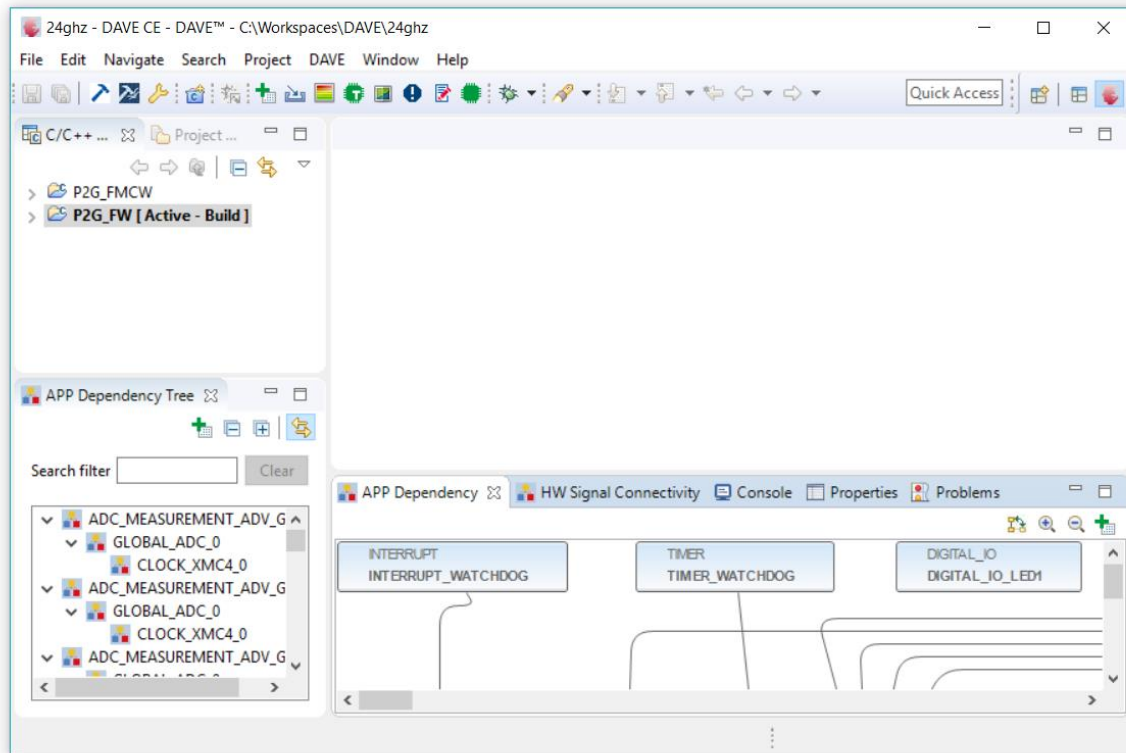 24ghz - DAVE CE - DAVE™ - C:\Workspaces\DAVE\24ghz
File Edit Navigate Search Project DAVE Window Help
Quick Access
C/C++ ... Project ...
P2G_FMCW
P2G_FW [ Active - Build ]
APP Dependency Tree
Search filter Clear
ADC_MEASUREMENT_ADV_G
GLOBAL_ADC_0
CLOCK_XMC4_0
ADC_MEASUREMENT_ADV_G
GLOBAL_ADC_0
CLOCK_XMC4_0
ADC_MEASUREMENT_ADV_G
APP Dependency HW Signal Connectivity Console Properties Problems
INTERRUPT
INTERRUPT_WATCHDOG
TIMER
TIMER_WATCHDOG
DIGITAL_IO
DIGITAL_IO_LED1